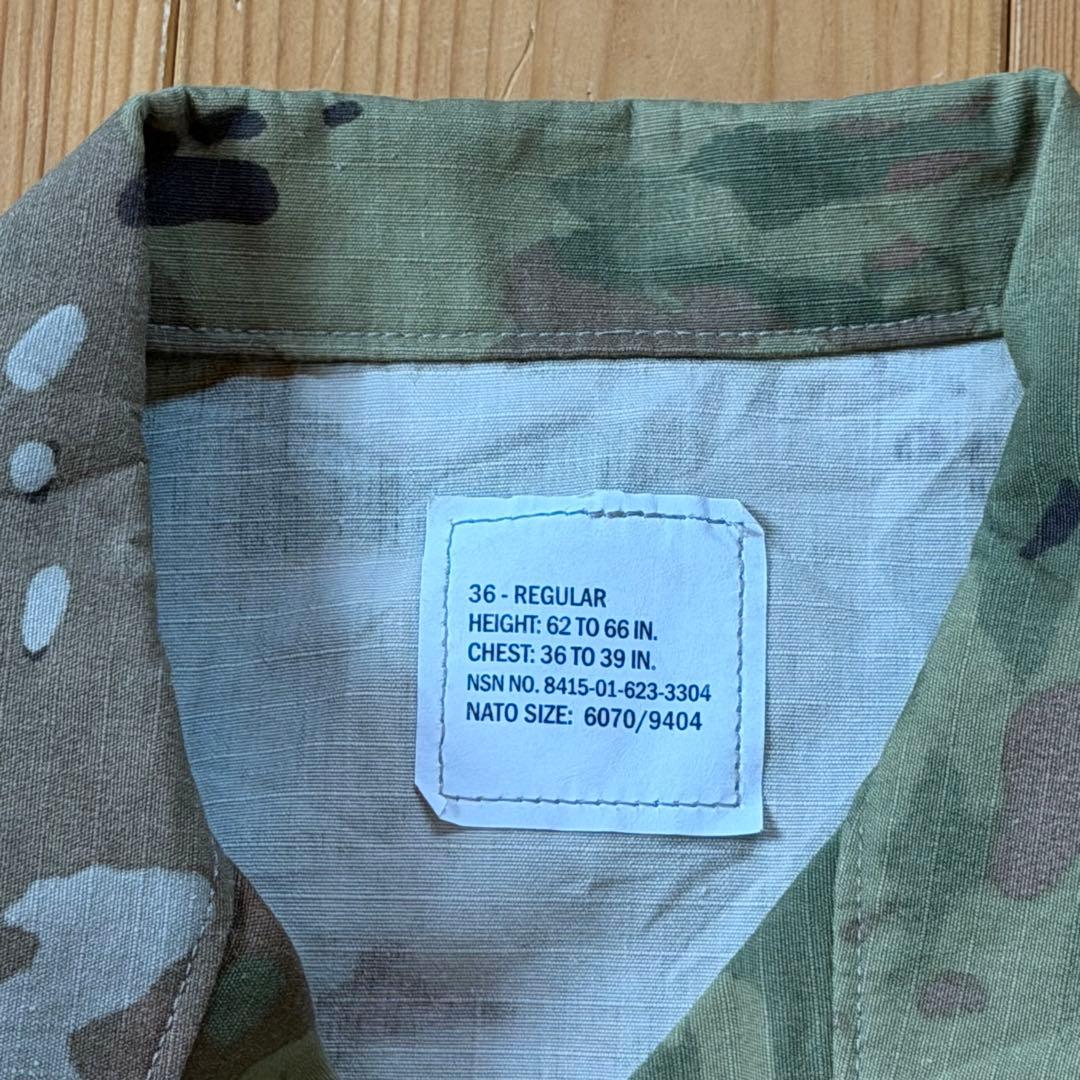 36 - REGULAR
HEIGHT: 62 TO 66 IN.
CHEST: 36 TO 39 IN.
NSN NO. 8415-01-623-3304
NATO SIZE: 6070/9404